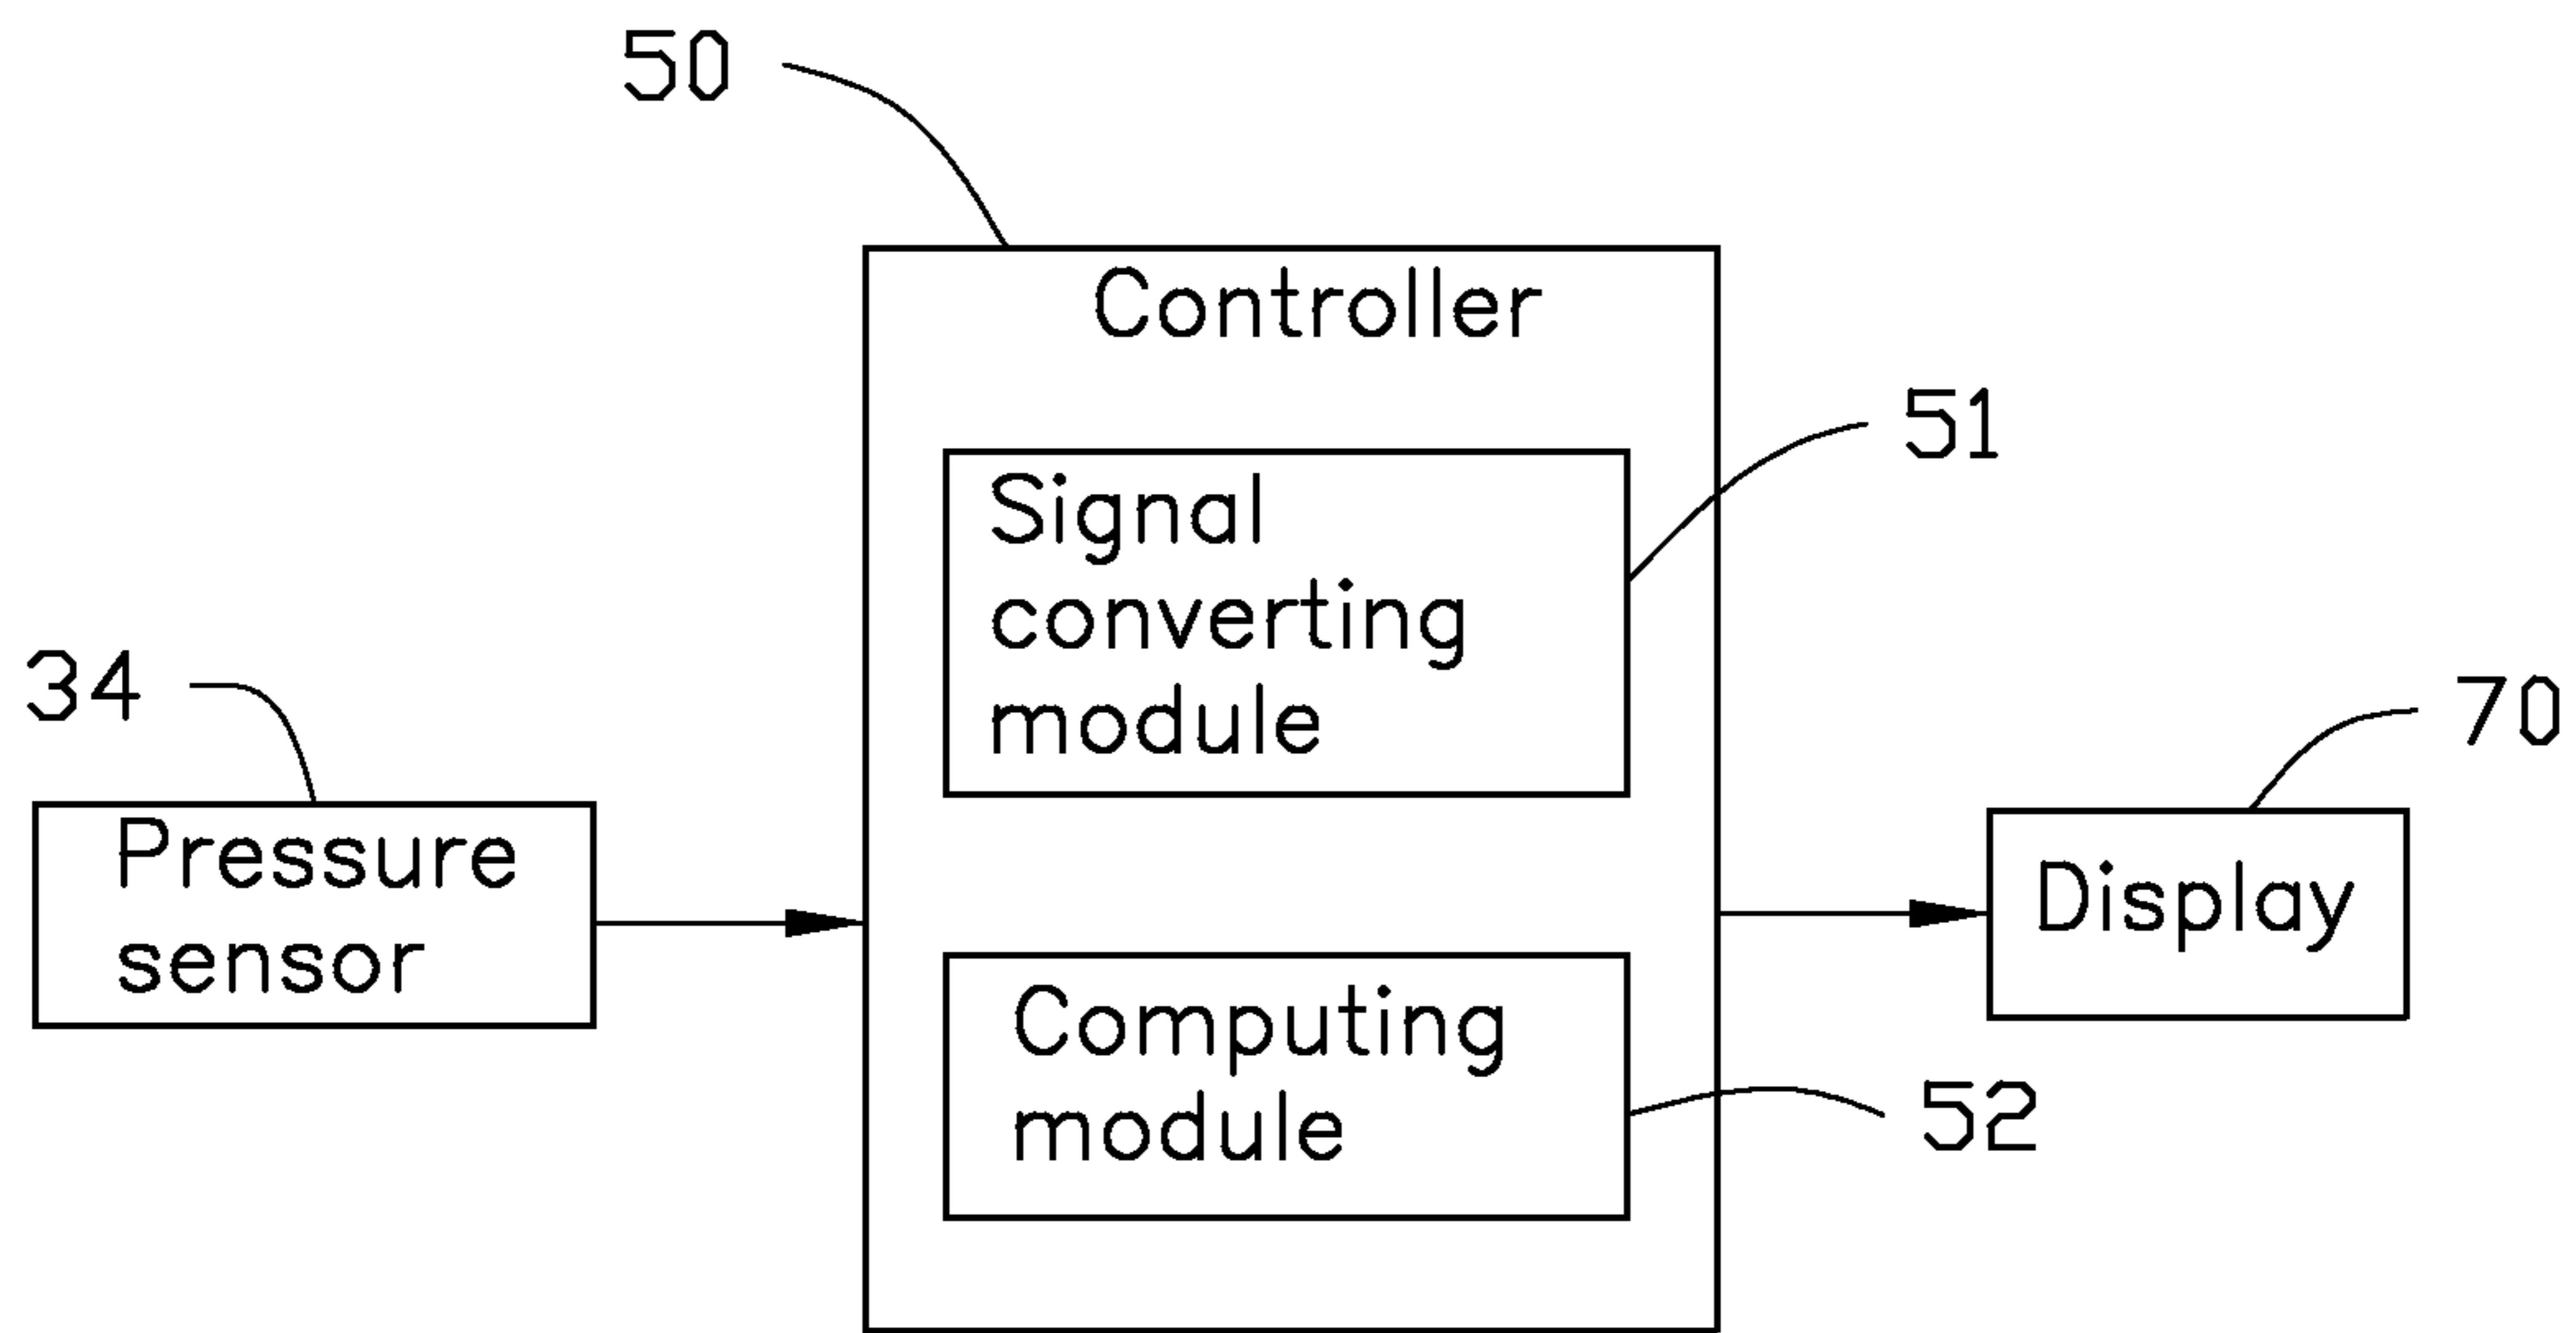 50
Controller
51
Signal
converting
module
34
Pressure
sensor
70
Display
Computing
module
52